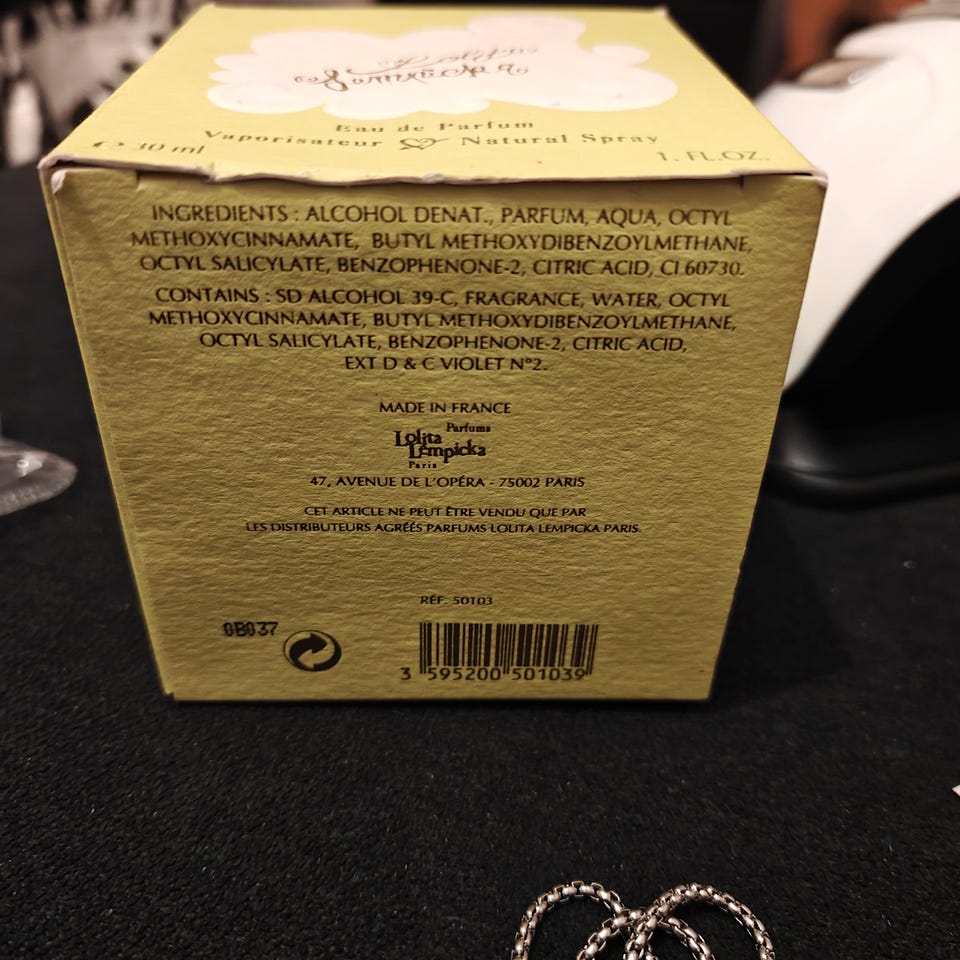 Lolita
Lempicka
Eau de Parfum
Vaporisateur Natural Spray
℮ 30 ml 1. FL.OZ.
INGREDIENTS : ALCOHOL DENAT., PARFUM, AQUA, OCTYL
METHOXYCINNAMATE, BUTYL METHOXYDIBENZOYLMETHANE,
OCTYL SALICYLATE, BENZOPHENONE-2, CITRIC ACID, CI 60730.
CONTAINS : SD ALCOHOL 39-C, FRAGRANCE, WATER, OCTYL
METHOXYCINNAMATE, BUTYL METHOXYDIBENZOYLMETHANE,
OCTYL SALICYLATE, BENZOPHENONE-2, CITRIC ACID,
EXT D & C VIOLET N°2.
MADE IN FRANCE
Parfums
Lolita
Lempicka
Paris
47, AVENUE DE L'OPÉRA - 75002 PARIS
CET ARTICLE NE PEUT ÊTRE VENDU QUE PAR
LES DISTRIBUTEURS AGRÉÉS PARFUMS LOLITA LEMPICKA PARIS.
RÉF. 50103
0B037
3 595200 501039